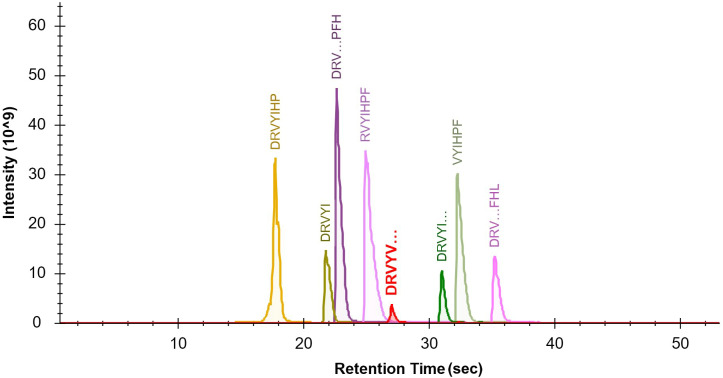 60
50
40
30
20
10
0
Intensity (10^9)
DRVYIHP
DRVYI
DRV...PFH
RVYIHPF
DRVYV...
DRVYI...
VYIHPF
DRV...FHL
10 20 30 40 50
Retention Time (sec)